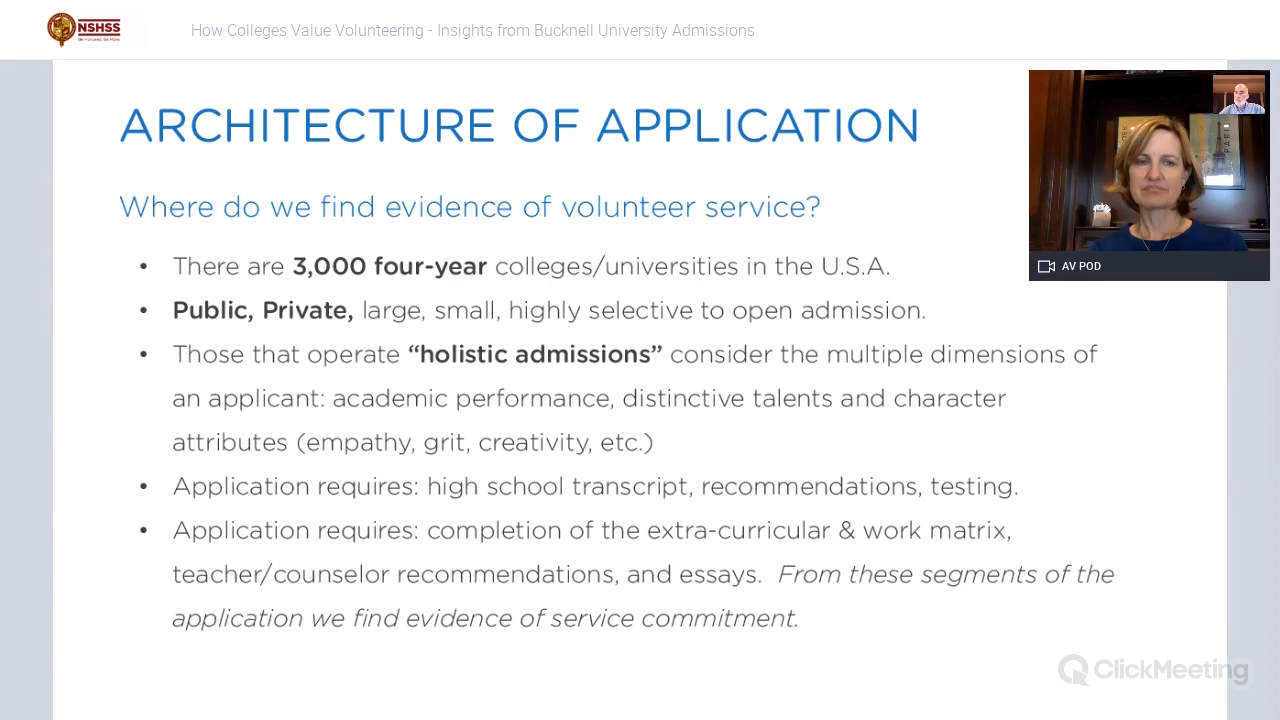 NSHSS
Be Honored. Be More.
How Colleges Value Volunteering - Insights from Bucknell University Admissions
ARCHITECTURE OF APPLICATION
PARI
AV POD
Where do we find evidence of volunteer service?
• There are 3,000 four-year colleges/universities in the U.S.A.
• Public, Private, large, small, highly selective to open admission.
• Those that operate “holistic admissions” consider the multiple dimensions of
an applicant: academic performance, distinctive talents and character
attributes (empathy, grit, creativity, etc.)
• Application requires: high school transcript, recommendations, testing.
• Application requires: completion of the extra-curricular & work matrix,
teacher/counselor recommendations, and essays. From these segments of the
application we find evidence of service commitment.
ClickMeeting